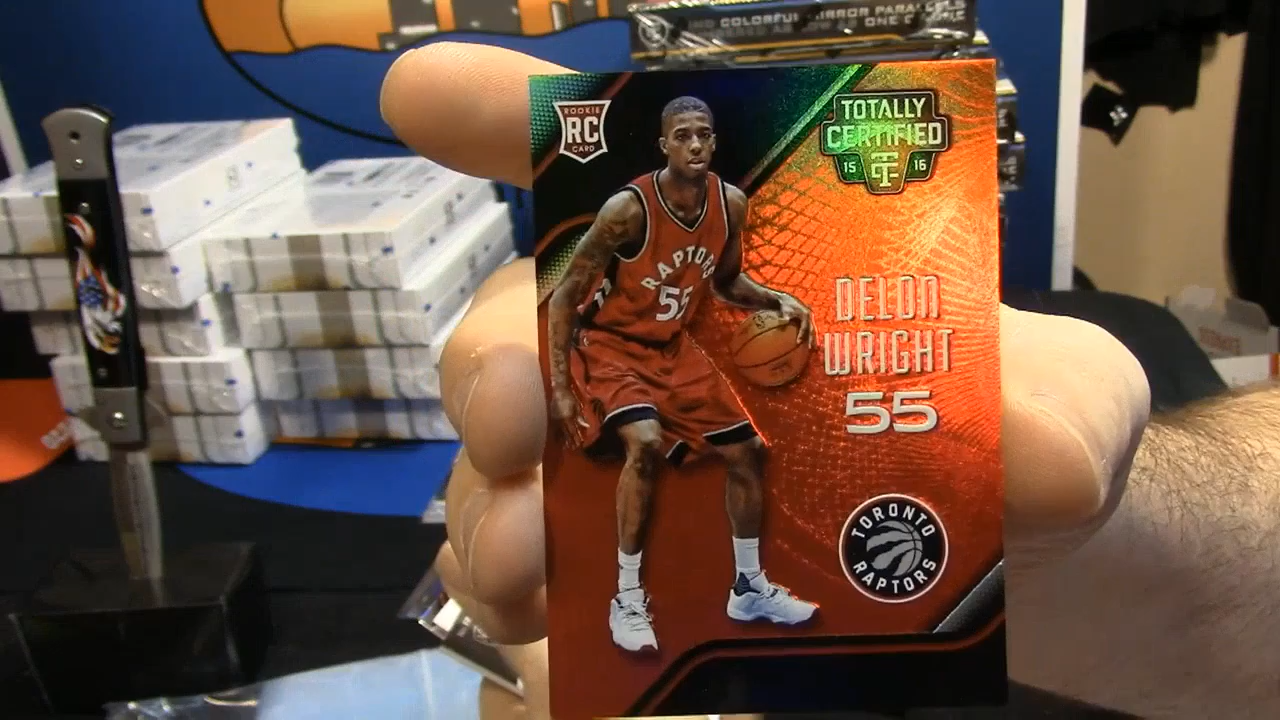 COLORFUL MIRROR PARALLELS
ROOKIE
RC
CARD
TOTALLY
CERTIFIED
15 16
RAPTORS
55
DELON
WRIGHT
55
TORONTO
RAPTORS